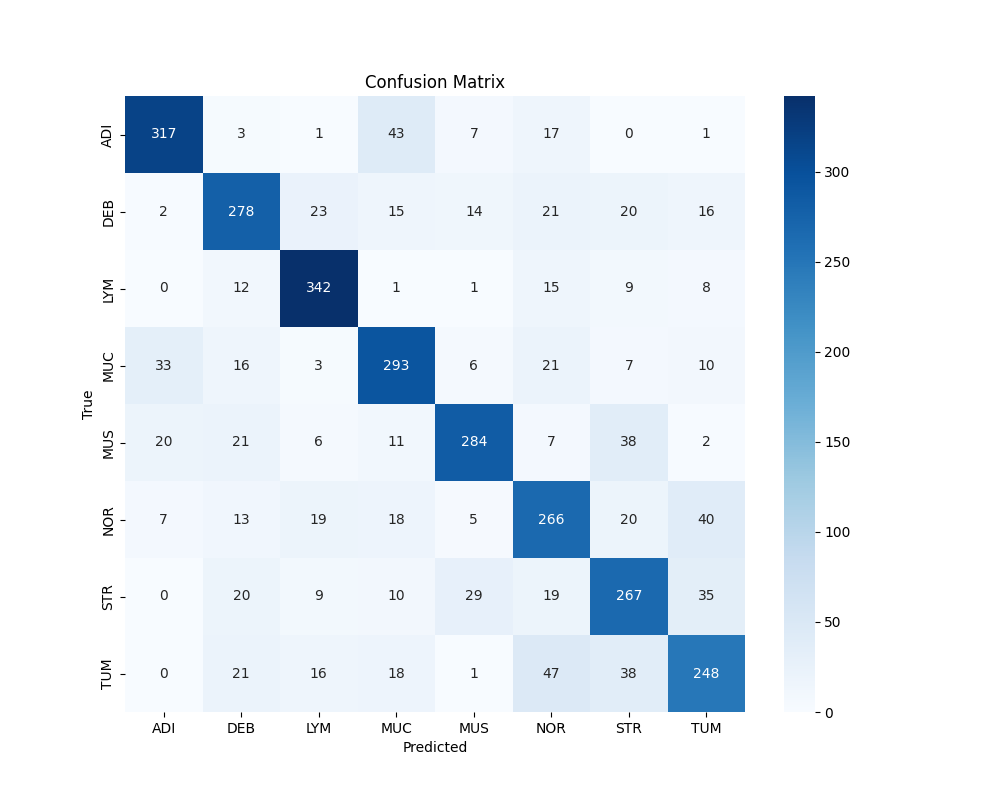 Confusion Matrix
ADI 317 3 1 43 7 17 0 1
DEB 2 278 23 15 14 21 20 16
LYM 0 12 342 1 1 15 9 8
MUC 33 16 3 293 6 21 7 10
MUS 20 21 6 11 284 7 38 2
NOR 7 13 19 18 5 266 20 40
STR 0 20 9 10 29 19 267 35
TUM 0 21 16 18 1 47 38 248
ADI DEB LYM MUC MUS NOR STR TUM
Predicted
True
300
250
200
150
100
50
0